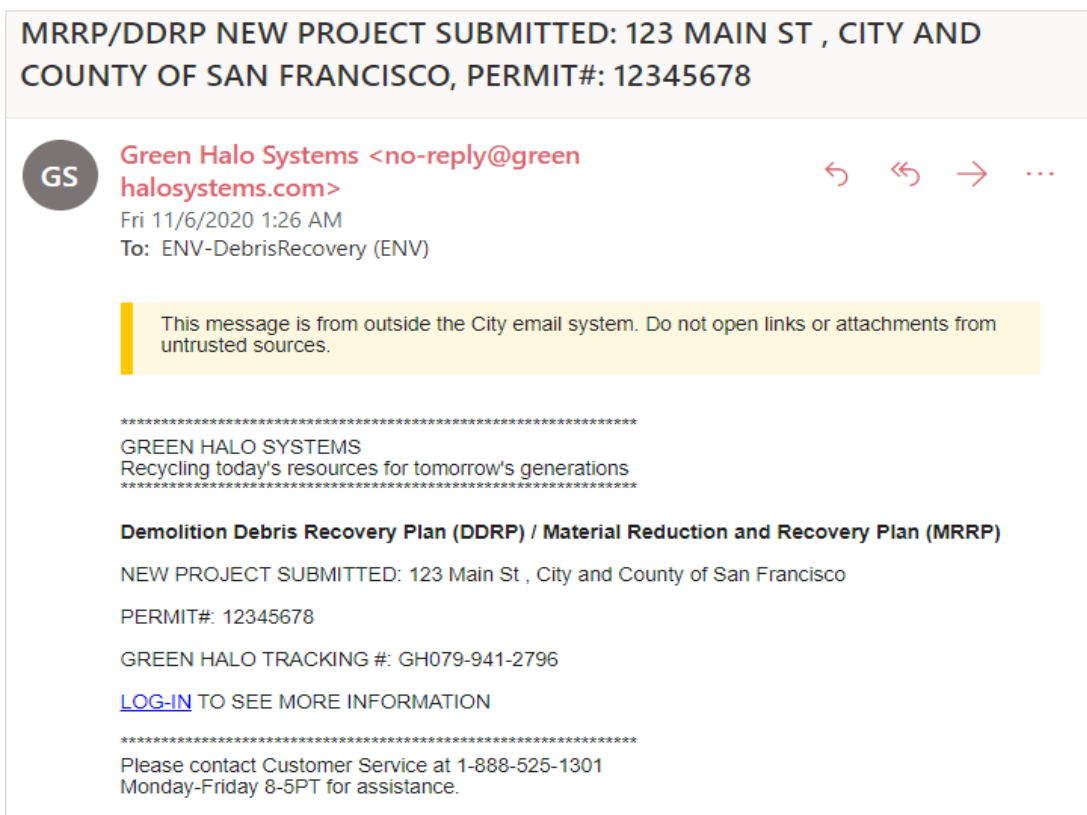 MRRP/DDRP NEW PROJECT SUBMITTED: 123 MAIN ST , CITY AND
COUNTY OF SAN FRANCISCO, PERMIT#: 12345678
GS
Green Halo Systems <no-reply@green
halosystems.com>
Fri 11/6/2020 1:26 AM
To: ENV-DebrisRecovery (ENV)
This message is from outside the City email system. Do not open links or attachments from
untrusted sources.
****************************************************************
GREEN HALO SYSTEMS
Recycling today's resources for tomorrow's generations
****************************************************************
Demolition Debris Recovery Plan (DDRP) / Material Reduction and Recovery Plan (MRRP)
NEW PROJECT SUBMITTED: 123 Main St , City and County of San Francisco
PERMIT#: 12345678
GREEN HALO TRACKING #: GH079-941-2796
LOG-IN TO SEE MORE INFORMATION
****************************************************************
Please contact Customer Service at 1-888-525-1301
Monday-Friday 8-5PT for assistance.